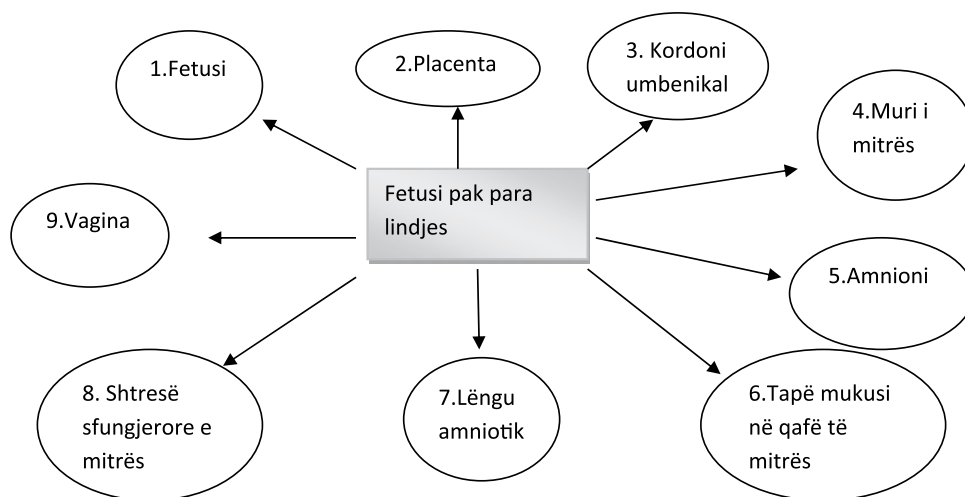 1.Fetusi
2.Placenta
3. Kordoni
umbenikal
4.Muri i
mitrës
Fetusi pak para
lindjes
9.Vagina
5.Amnioni
8. Shtresë
sfungjerore e
mitrës
7.Lëngu
amniotik
6.Tapë mukusi
në qafë të
mitrës